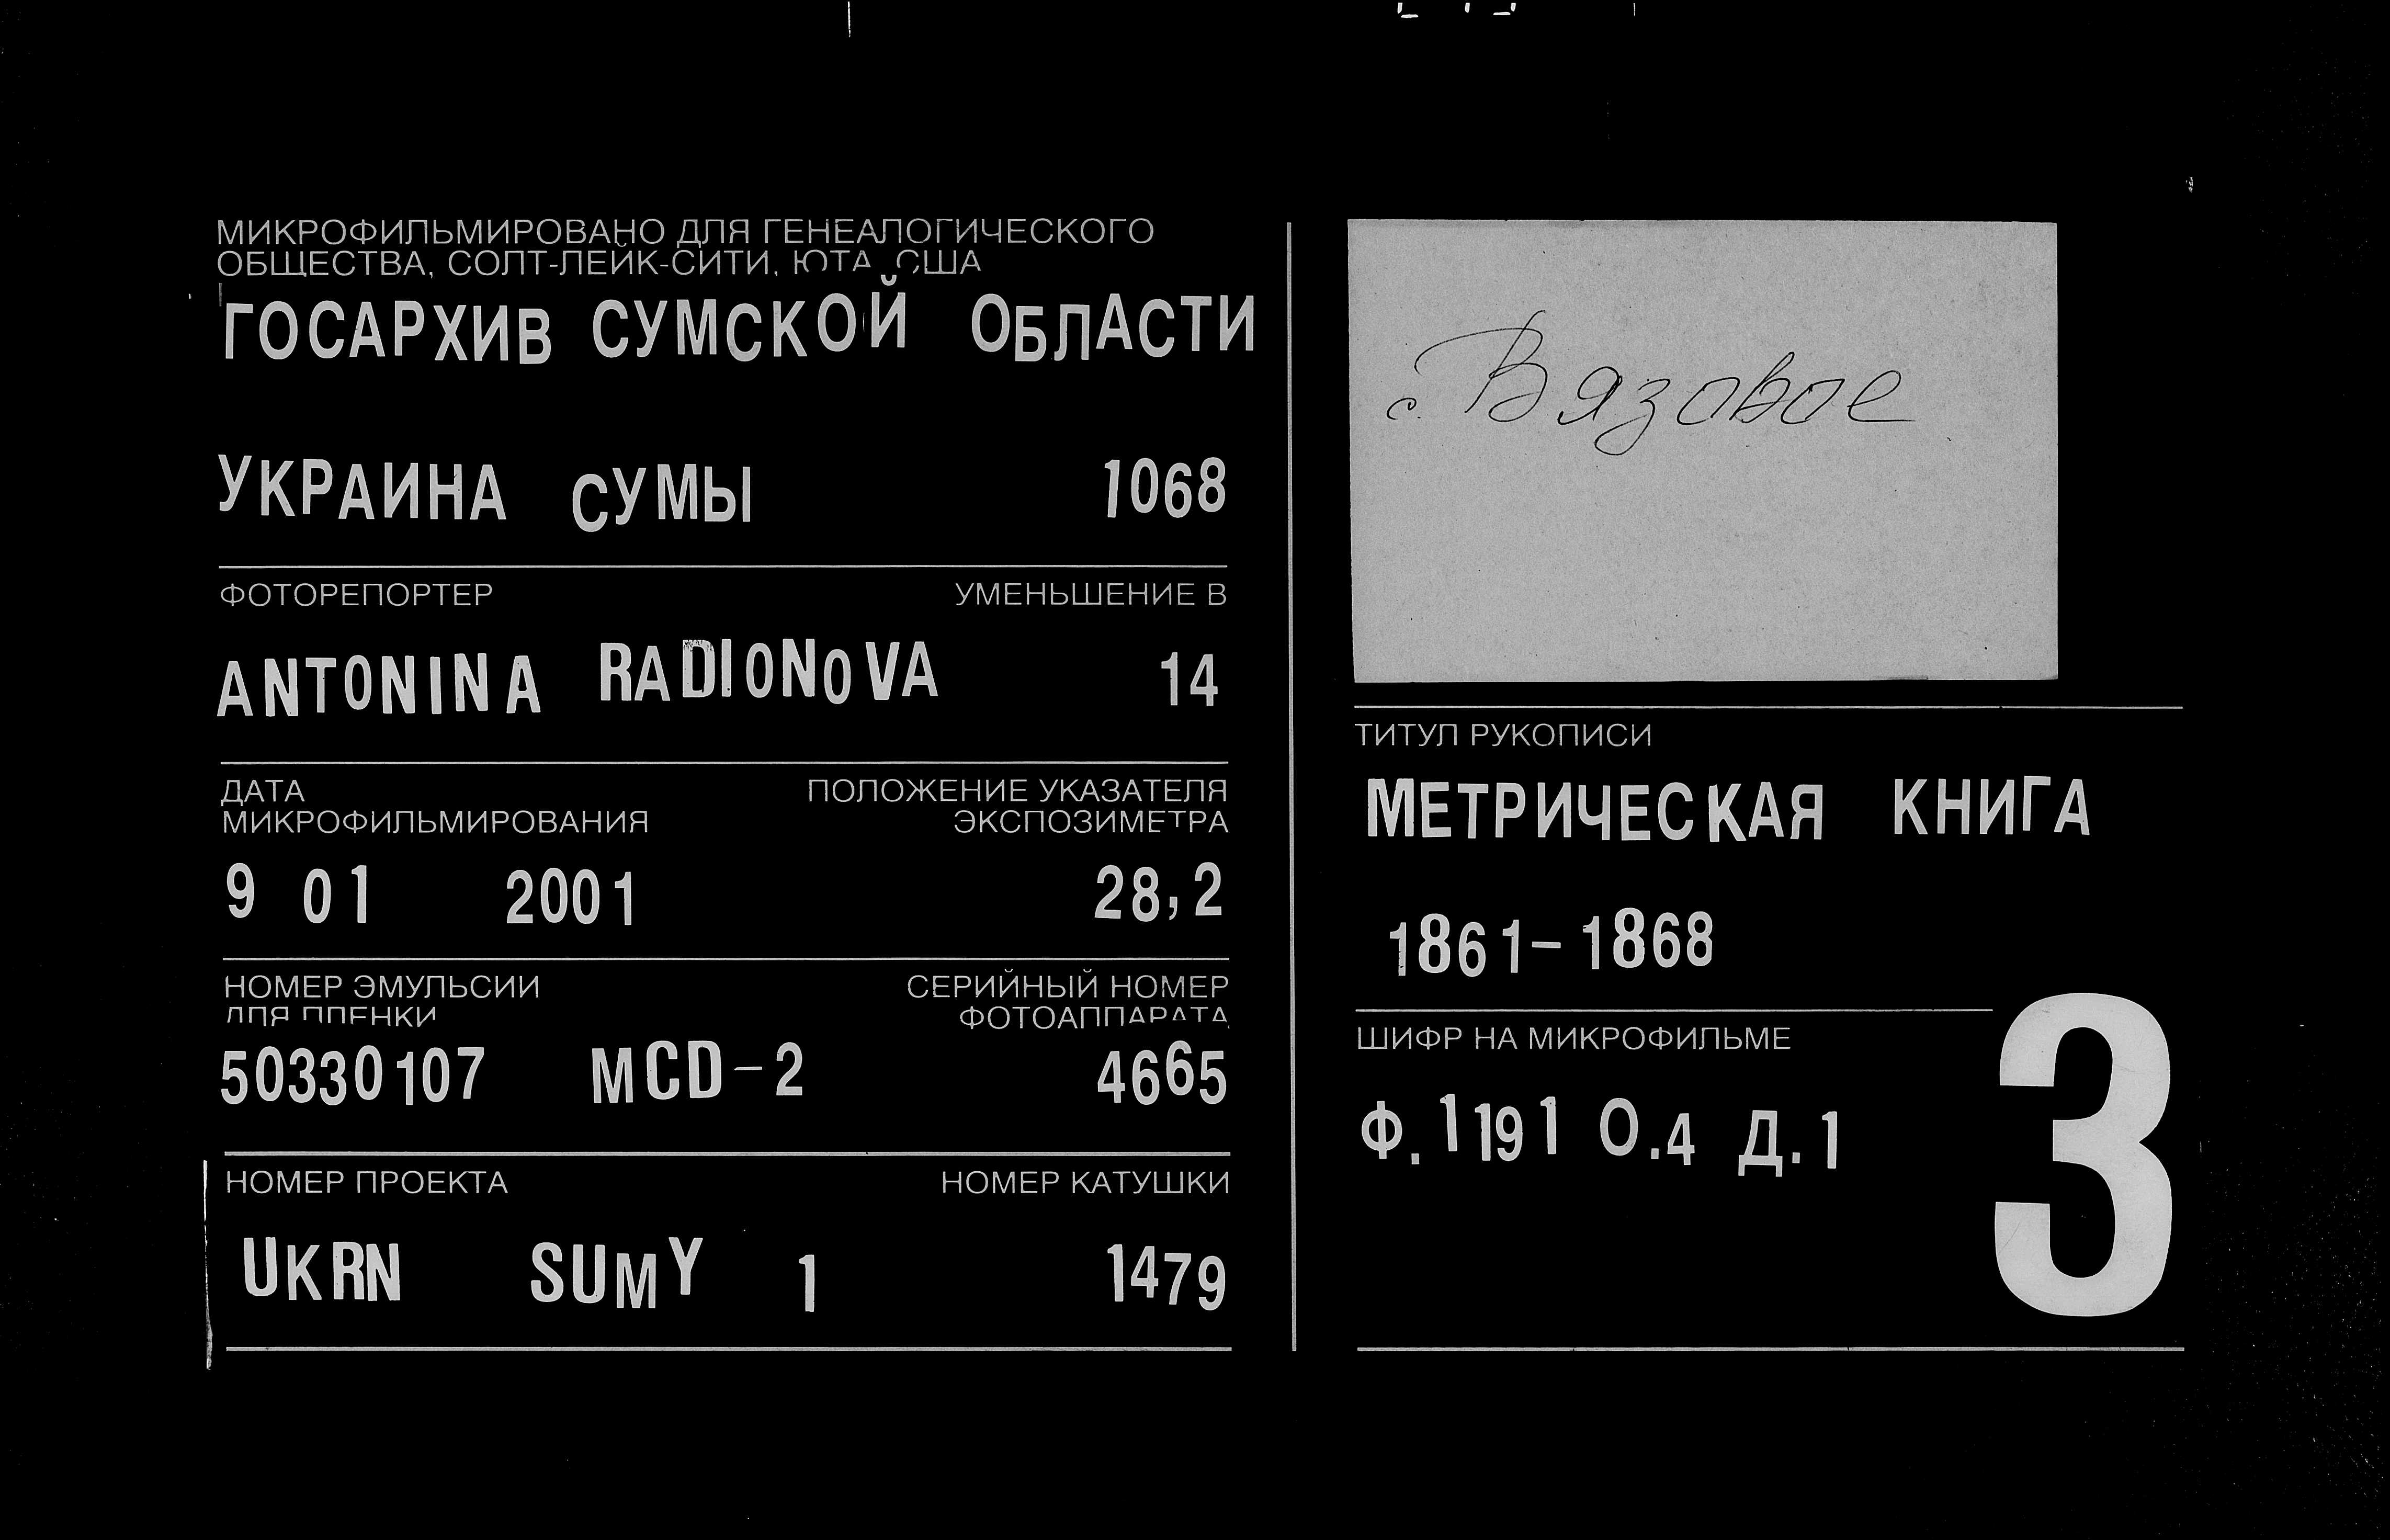 МИКРОФИЛЬМИРОВАНО ДЛЯ ГЕНЕАЛОГИЧЕСКОГО
ОБЩЕСТВА, СОЛТ-ЛЕЙК-СИТИ, ЮТА, США
ГОСАРХИВ СУМСКОЙ ОБЛАСТИ
УКРАИНА СУМЫ 1068
ФОТОРЕПОРТЕР УМЕНЬШЕНИЕ В
ANTONINA RADIONOVA 14
ДАТА ПОЛОЖЕНИЕ УКАЗАТЕЛЯ
МИКРОФИЛЬМИРОВАНИЯ ЭКСПОЗИМЕТРА
9 01 2001 28,2
НОМЕР ЭМУЛЬСИИ СЕРИЙНЫЙ НОМЕР
ДЛЯ ПЛЕНКИ ФОТОАППАРАТА
50330107 MCD-2 4665
НОМЕР ПРОЕКТА НОМЕР КАТУШКИ
UKRN SUMY 1 1479
с. Вязовое
ТИТУЛ РУКОПИСИ
МЕТРИЧЕСКАЯ КНИГА
1861-1868
ШИФР НА МИКРОФИЛЬМЕ
Ф.1191 О.4 Д.1
3